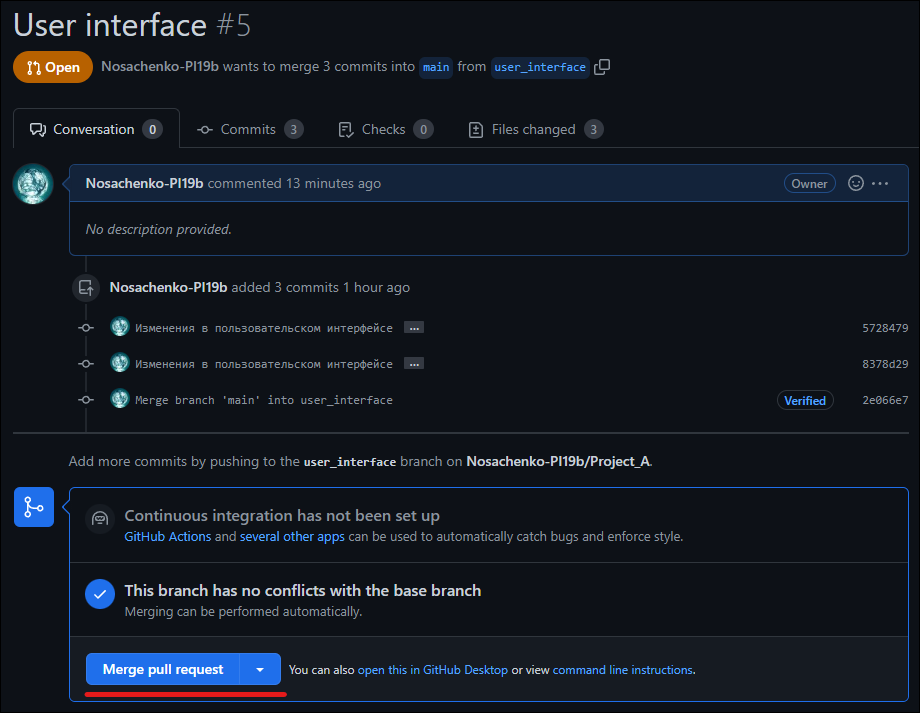 User interface #5
Open Nosachenko-PI19b wants to merge 3 commits into main from user_interface
Conversation 0 Commits 3 Checks 0 Files changed 3
Nosachenko-PI19b commented 13 minutes ago Owner
No description provided.
Nosachenko-PI19b added 3 commits 1 hour ago
Изменения в пользовательском интерфейсе ... 5728479
Изменения в пользовательском интерфейсе ... 8378d29
Merge branch 'main' into user_interface Verified 2e066e7
Add more commits by pushing to the user_interface branch on Nosachenko-PI19b/Project_A.
Continuous integration has not been set up
GitHub Actions and several other apps can be used to automatically catch bugs and enforce style.
This branch has no conflicts with the base branch
Merging can be performed automatically.
Merge pull request You can also open this in GitHub Desktop or view command line instructions.